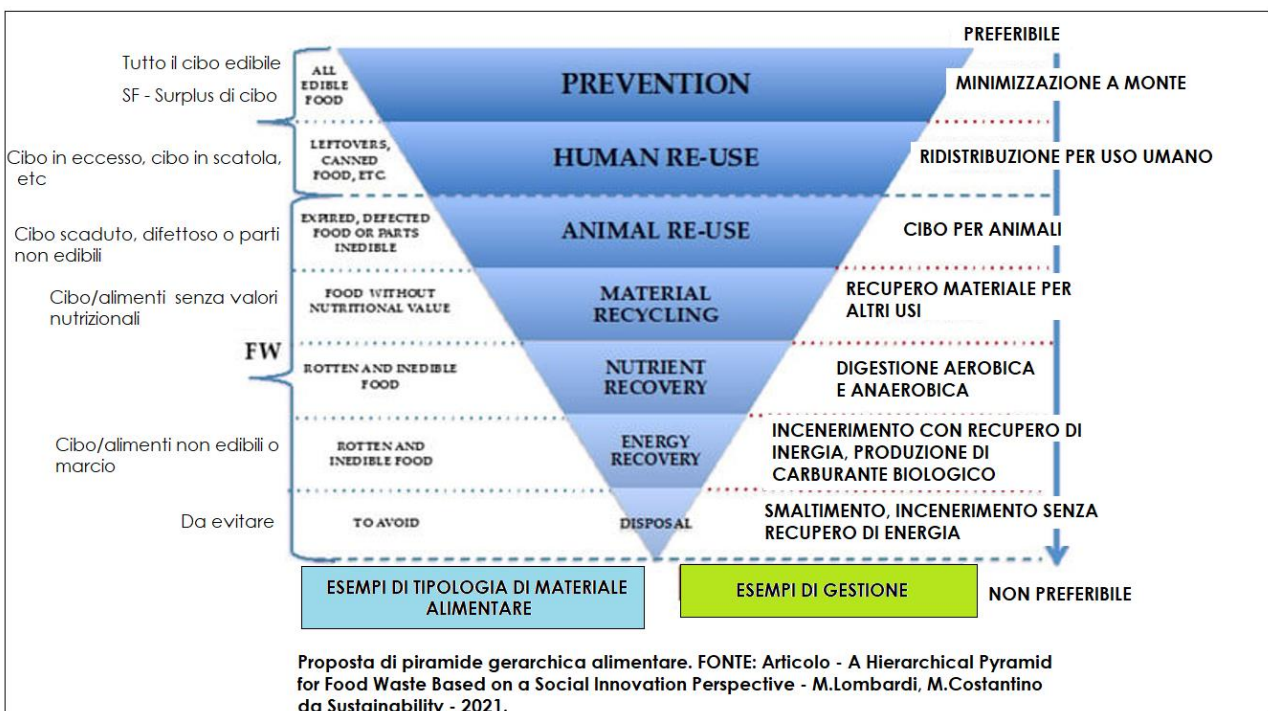 PREFERIBILE
Tutto il cibo edibile
SF - Surplus di cibo
ALL
EDIBLE
FOOD
PREVENTION
MINIMIZZAZIONE A MONTE
Cibo in eccesso, cibo in scatola,
etc
LEFTOVERS,
CANNED
FOOD, ETC.
HUMAN RE-USE
RIDISTRIBUZIONE PER USO UMANO
Cibo scaduto, difettoso o parti
non edibili
EXPIRED, DEFECTED
FOOD OR PARTS
INEDIBLE
ANIMAL RE-USE
CIBO PER ANIMALI
Cibo/alimenti senza valori
nutrizionali
FOOD WITHOUT
NUTRITIONAL VALUE
MATERIAL
RECYCLING
RECUPERO MATERIALE PER
ALTRI USI
FW
ROTTEN AND INEDIBLE
FOOD
NUTRIENT
RECOVERY
DIGESTIONE AEROBICA
E ANAEROBICA
Cibo/alimenti non edibili o
marcio
ROTTEN AND
INEDIBLE FOOD
ENERGY
RECOVERY
INCENERIMENTO CON RECUPERO DI
INERGIA, PRODUZIONE DI
CARBURANTE BIOLOGICO
Da evitare
TO AVOID
DISPOSAL
SMALTIMENTO, INCENERIMENTO SENZA
RECUPERO DI ENERGIA
ESEMPI DI TIPOLOGIA DI MATERIALE
ALIMENTARE
ESEMPI DI GESTIONE
NON PREFERIBILE
Proposta di piramide gerarchica alimentare. FONTE: Articolo - A Hierarchical Pyramid
for Food Waste Based on a Social Innovation Perspective - M.Lombardi, M.Costantino
da Sustainability - 2021.